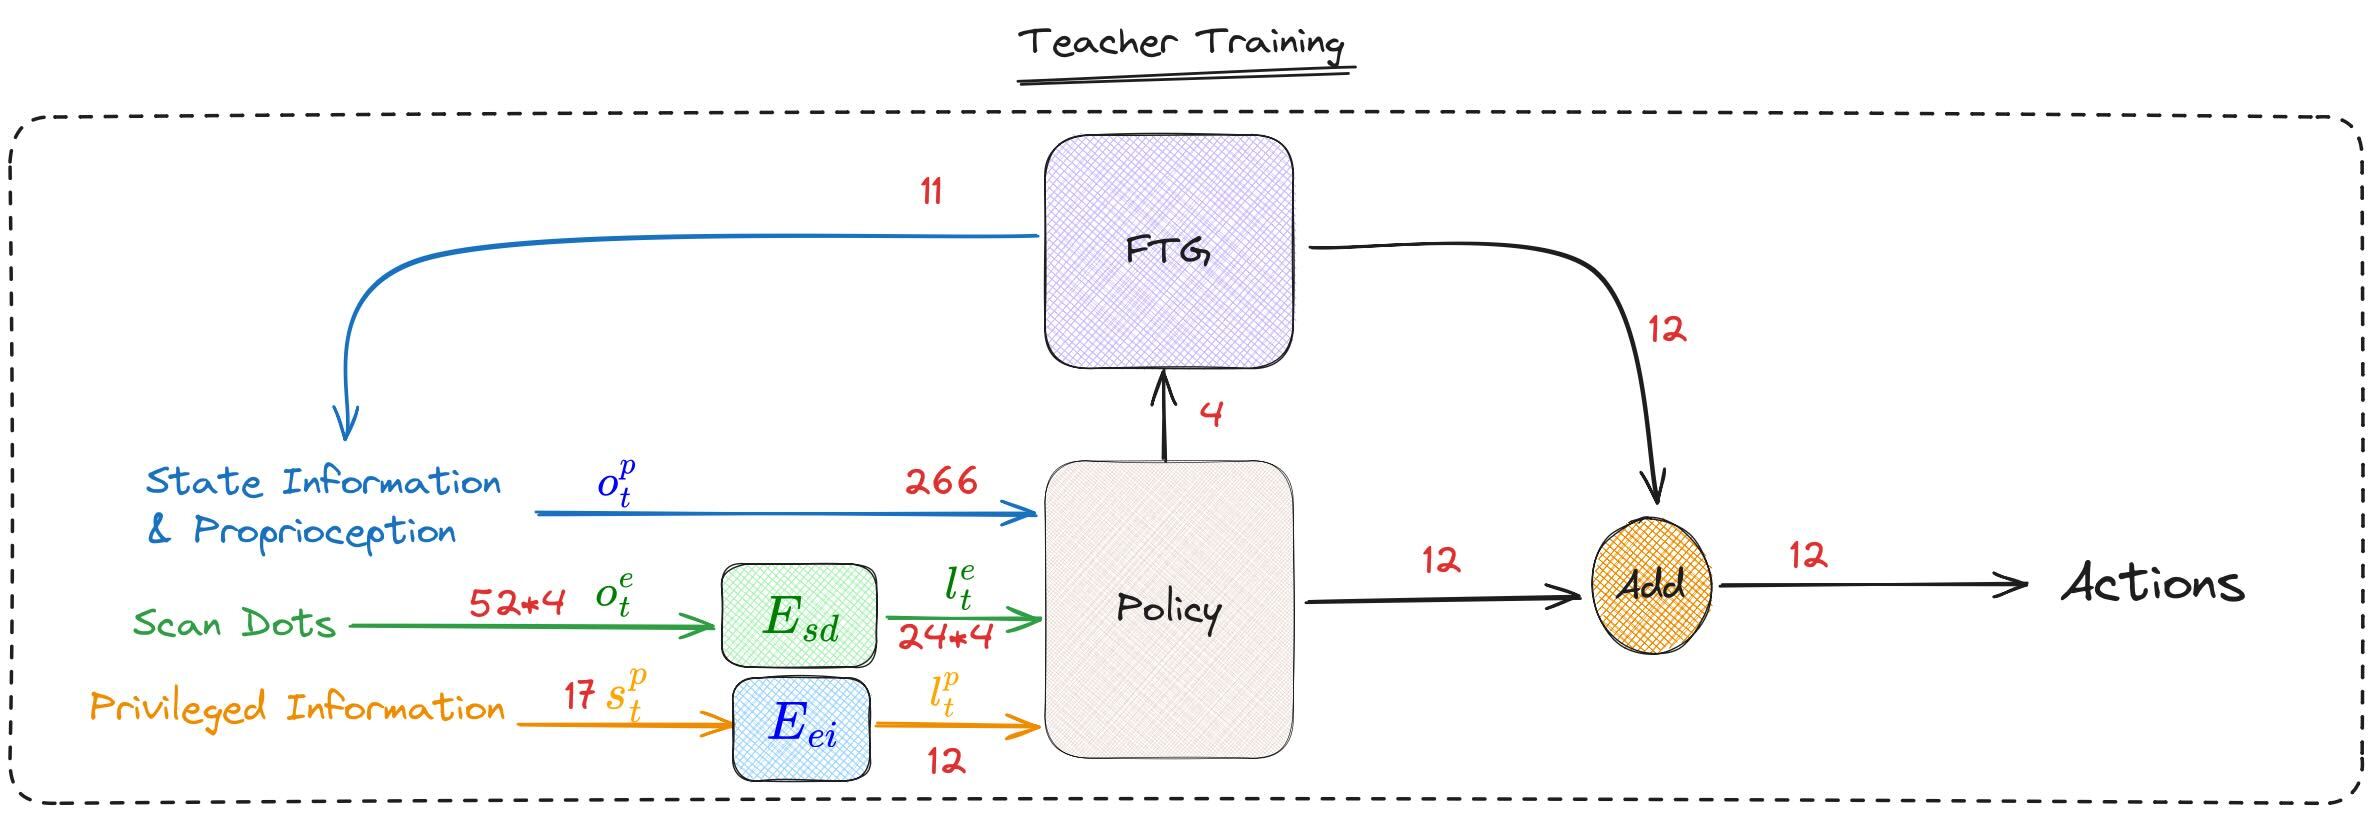 Teacher Training
11
FTG
12
4
State Information
& Proprioception
o_t^p
266
Scan Dots
52*4
o_t^e
E_{sd}
l_t^e
24*4
Policy
12
Add
12
Actions
Privileged Information
17
s_t^p
E_{ei}
l_t^p
12